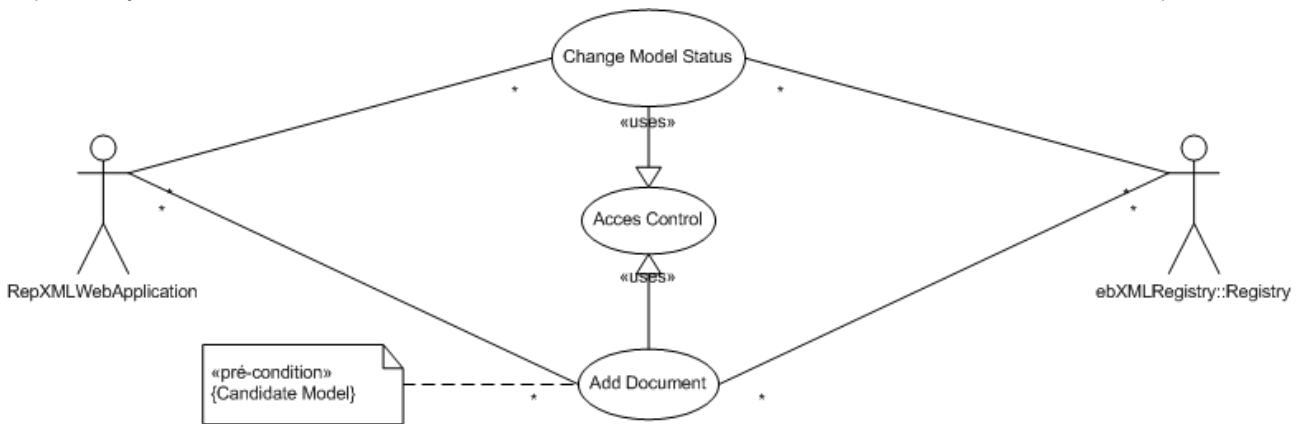 Change Model Status
*
*
«uses»
*
*
*
*
Acces Control
«uses»
RepXMLWebApplication
ebXMLRegistry::Registry
«pré-condition»
{Candidate Model}
Add Document
*
*